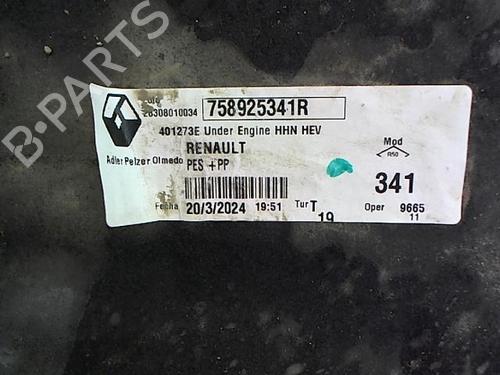 B-PARTS
28308010034 758925341R
401273E Under Engine HHN HEV
Adler Pelzer Olmedo
RENAULT
PES +PP
Mod
R50
341
Fecha 20/3/2024 19:51 Tur T 19
Oper 9665
11